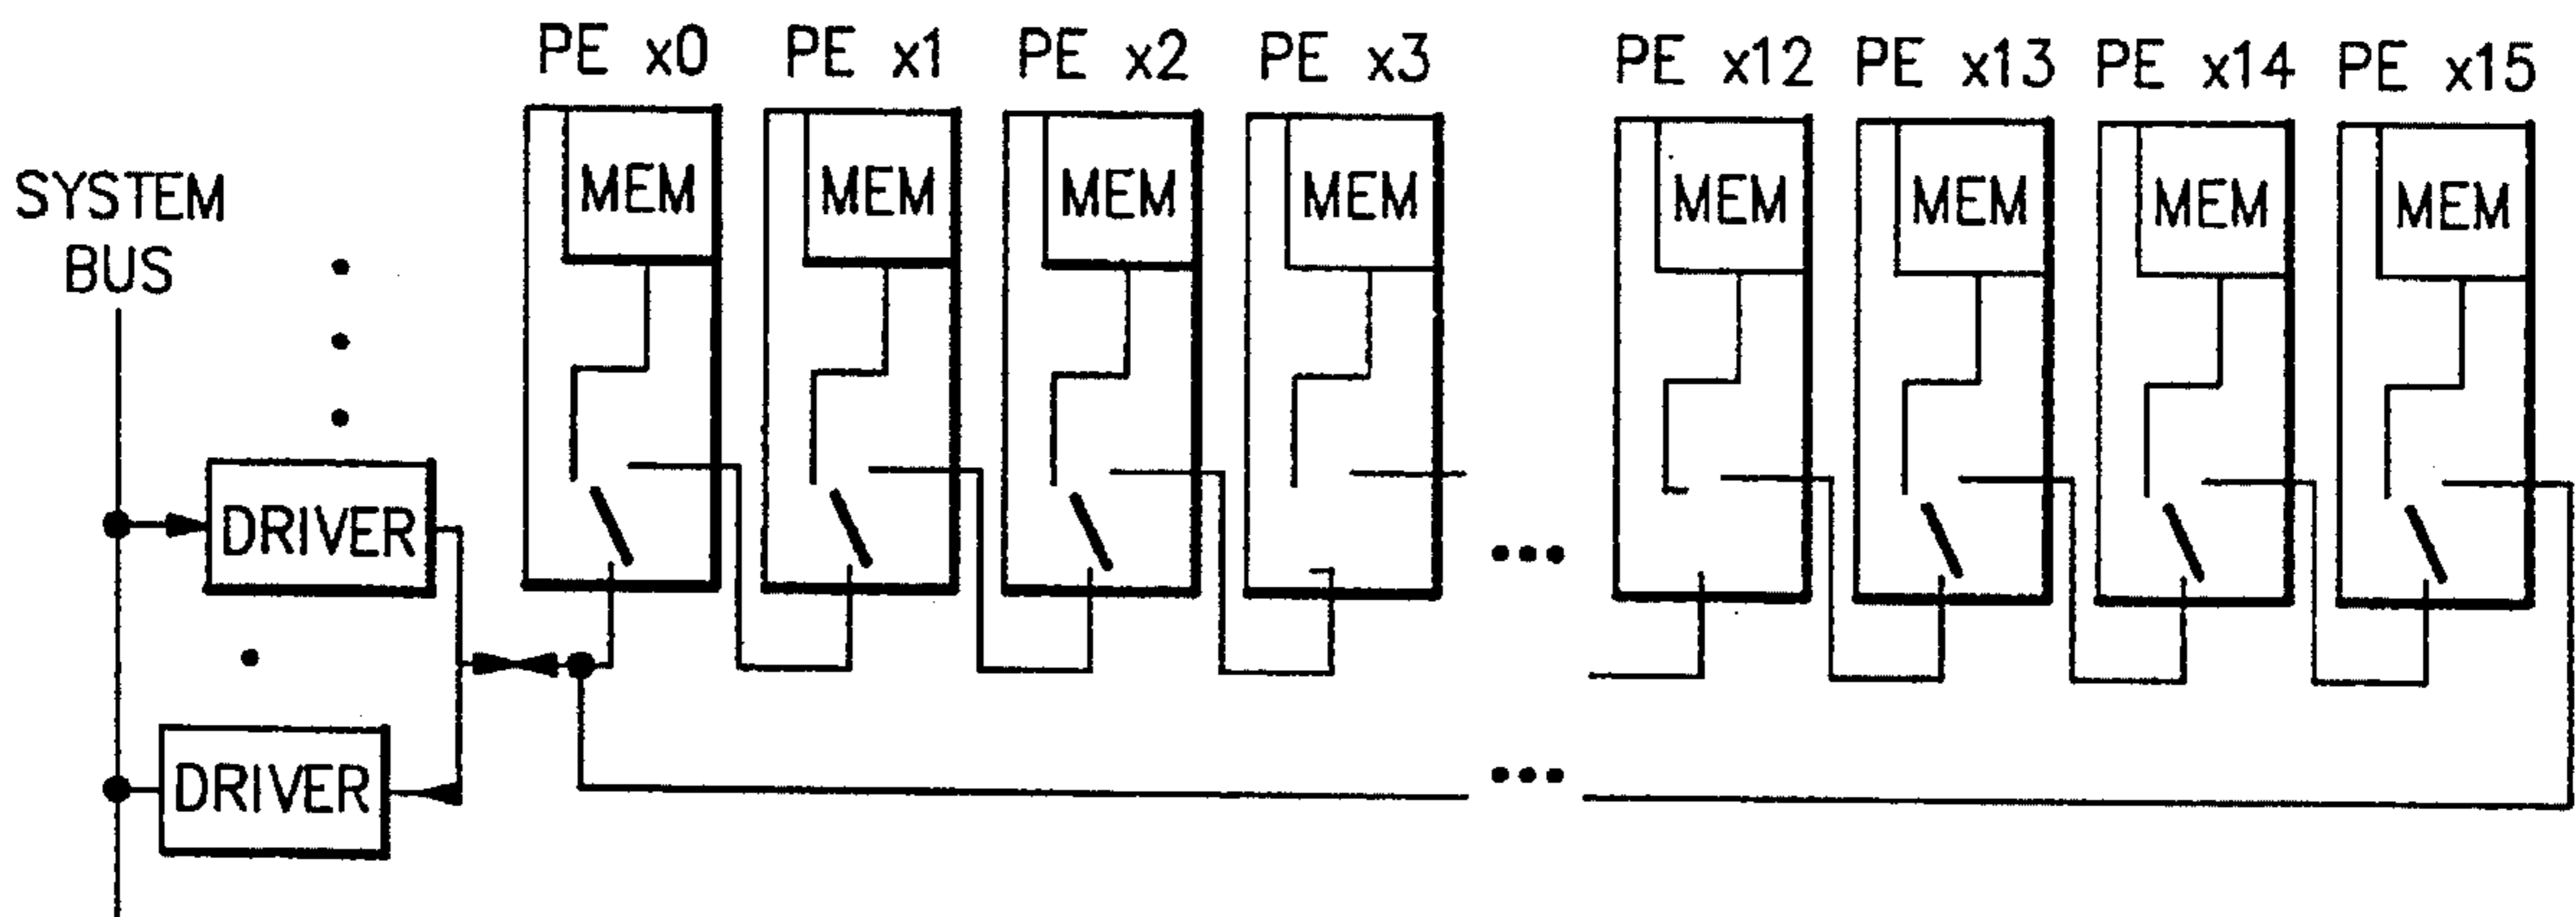 PE x0 PE x1 PE x2 PE x3 PE x12 PE x13 PE x14 PE x15
MEM MEM MEM MEM MEM MEM MEM MEM
SYSTEM
BUS
DRIVER
DRIVER